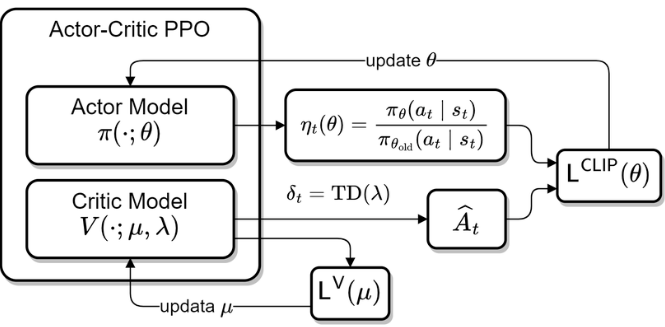 Actor-Critic PPO
update θ
Actor Model
π(·; θ)
η_t(θ) = π_θ(a_t | s_t) / π_θ_old(a_t | s_t)
L^CLIP(θ)
Critic Model
V(·; μ, λ)
δ_t = TD(λ)
Â_t
L^V(μ)
updata μ